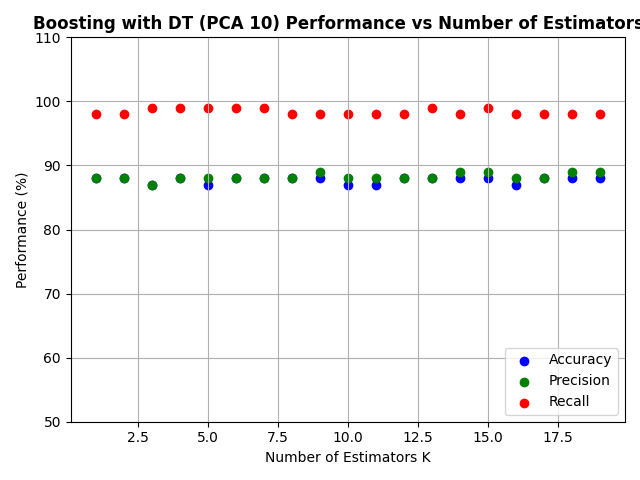 Boosting with DT (PCA 10) Performance vs Number of Estimators
110
100
90
80
70
60
50
Performance (%)
2.5 5.0 7.5 10.0 12.5 15.0 17.5
Number of Estimators K
Accuracy
Precision
Recall